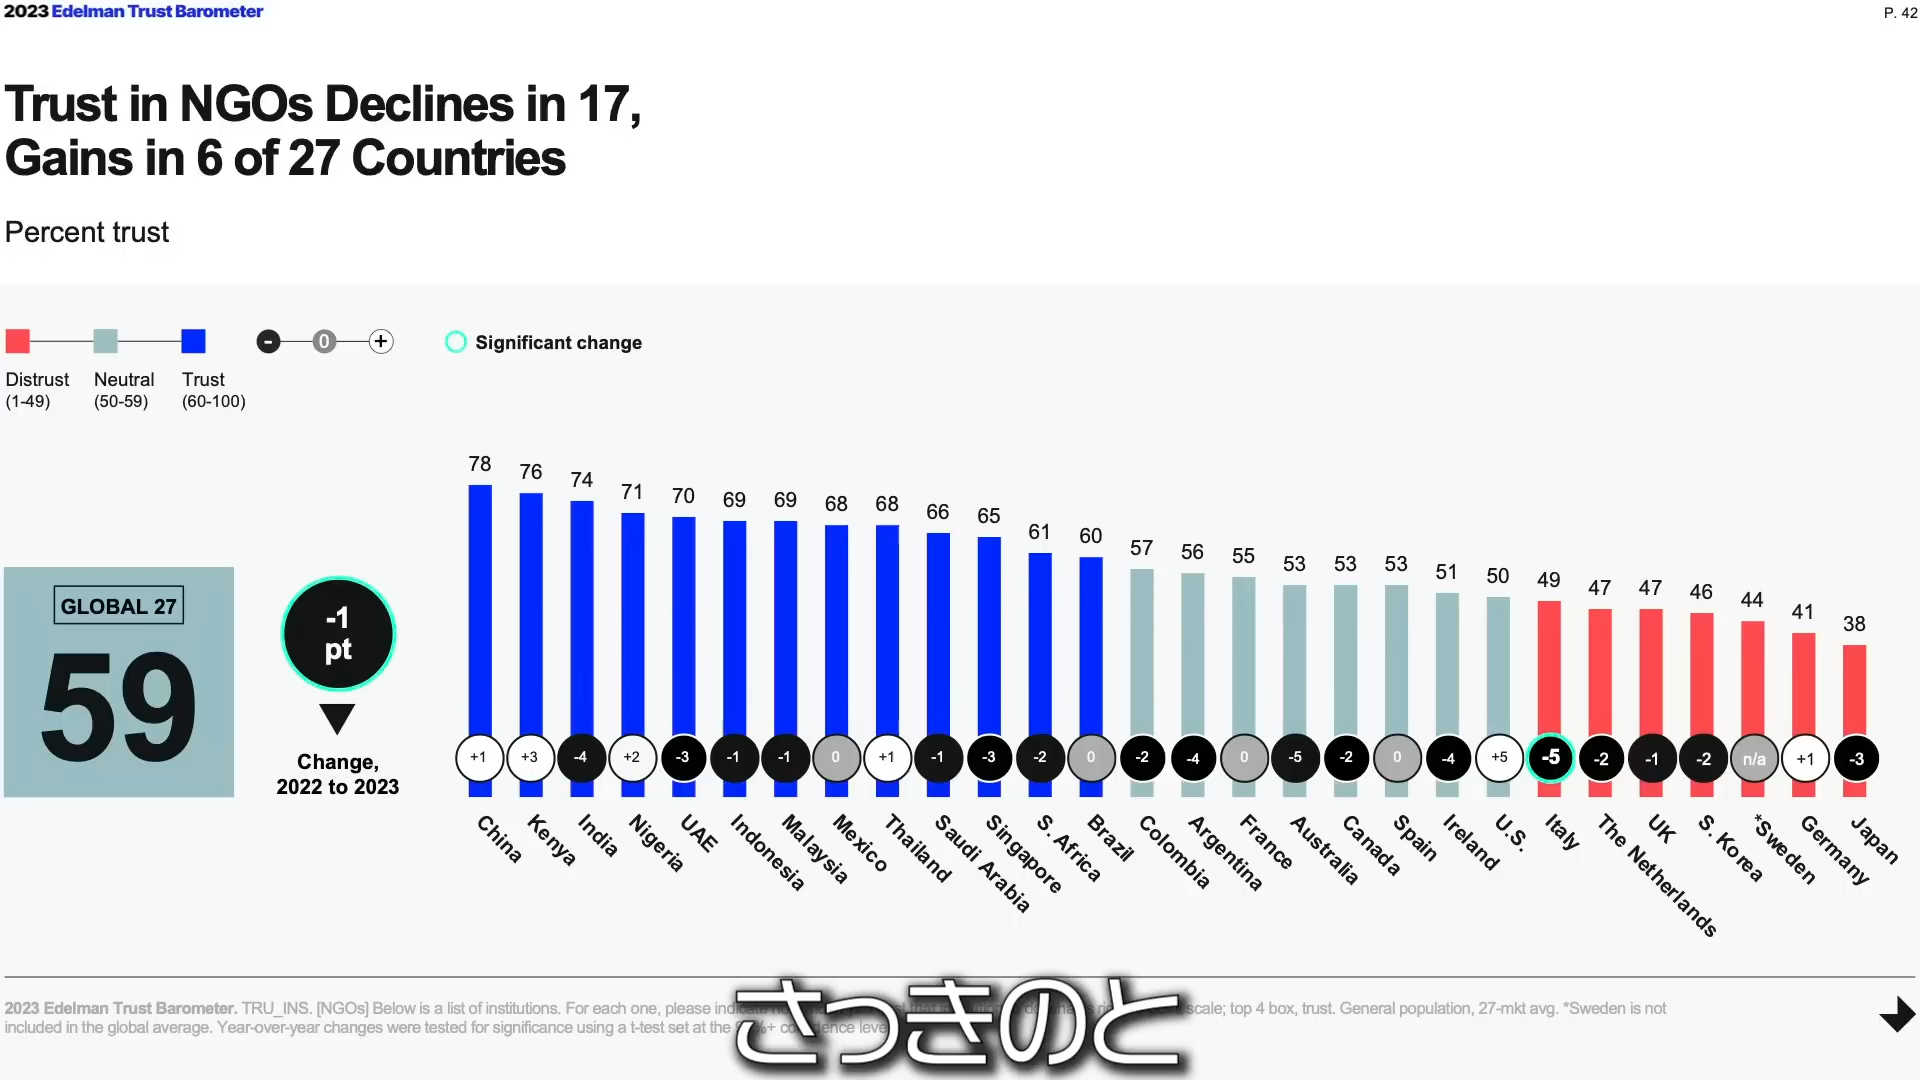 2023 Edelman Trust Barometer
P. 42
Trust in NGOs Declines in 17,
Gains in 6 of 27 Countries
Percent trust
- 0 +
Significant change
Distrust Neutral Trust
(1-49) (50-59) (60-100)
GLOBAL 27
59
-1
pt
Change,
2022 to 2023
78 76 74 71 70 69 69 68 68 66 65 61 60 57 56 55 53 53 53 51 50 49 47 47 46 44 41 38
+1 +3 -4 +2 -3 -1 -1 0 +1 -1 -3 -2 0 -2 -4 0 -5 -2 0 -4 +5 -5 -2 -1 -2 n/a +1 -3
China Kenya India Nigeria UAE Indonesia Malaysia Mexico Thailand Saudi Arabia Singapore S. Africa Brazil Colombia Argentina France Australia Canada Spain Ireland U.S. Italy The Netherlands UK S. Korea *Sweden Germany Japan
2023 Edelman Trust Barometer. TRU_INS. [NGOs] Below is a list of institutions. For each one, please scale; top 4 box, trust. General population, 27-mkt avg. *Sweden is not
included in the global average. Year-over-year changes were tested for significance using a t-test set at the
さっきのと